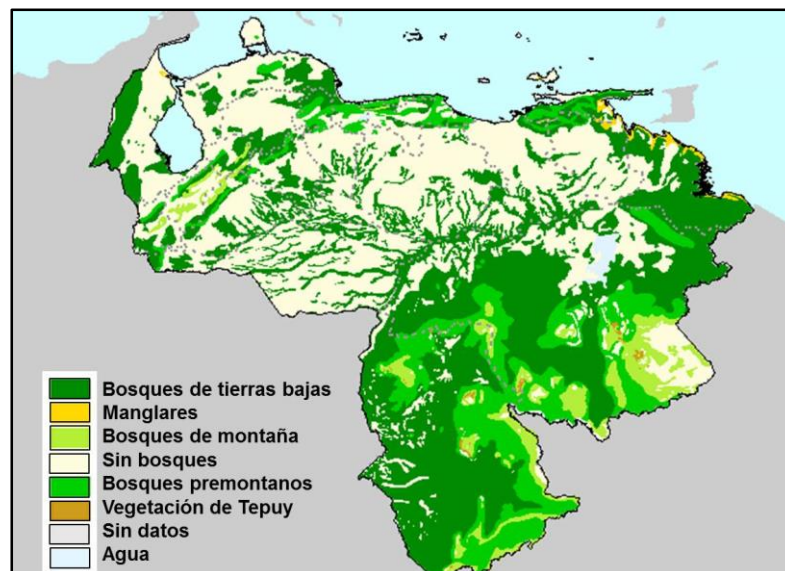 Bosques de tierras bajas
Manglares
Bosques de montaña
Sin bosques
Bosques premontanos
Vegetación de Tepuy
Sin datos
Agua